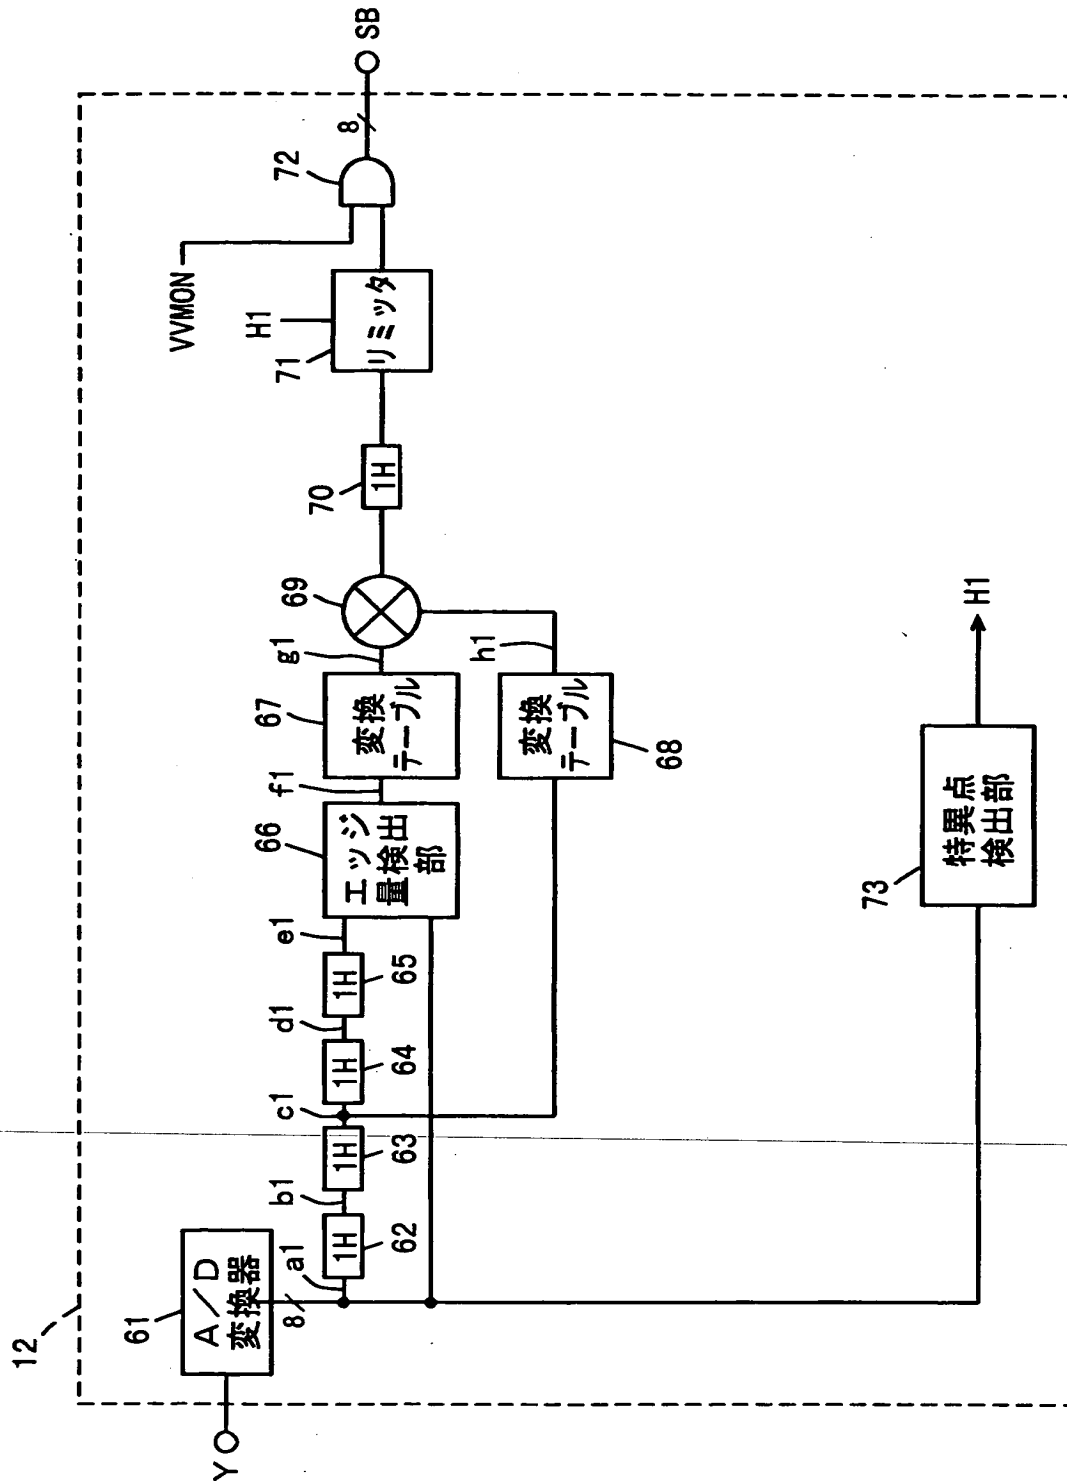 12
Y
61
A/D
変換器
8
a1
1H
62
b1
1H
63
c1
1H
64
d1
1H
65
e1
66
エッジ
量検出
部
f1
67
変換
テーブル
g1
69
変換
テーブル
68
h1
70
1H
H1
71
リミッタ
VVMON
72
8
SB
73
特異点
検出部
H1